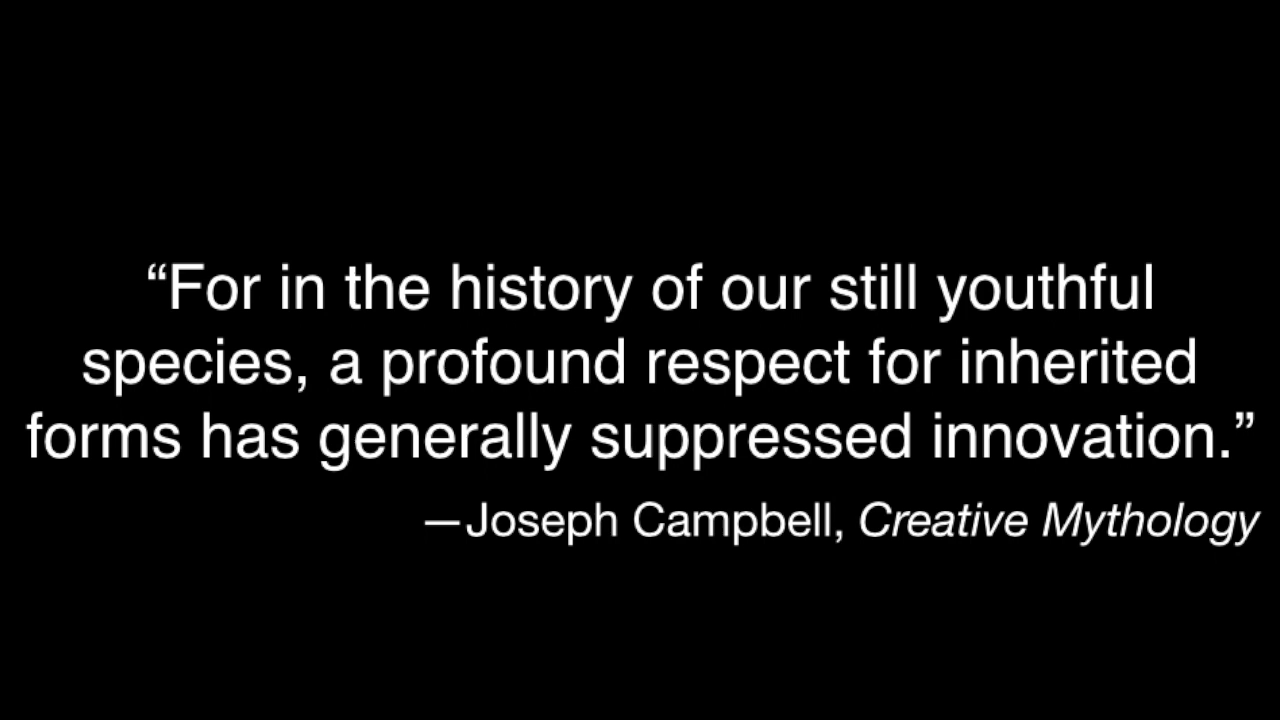 “For in the history of our still youthful
species, a profound respect for inherited
forms has generally suppressed innovation.”
—Joseph Campbell, Creative Mythology